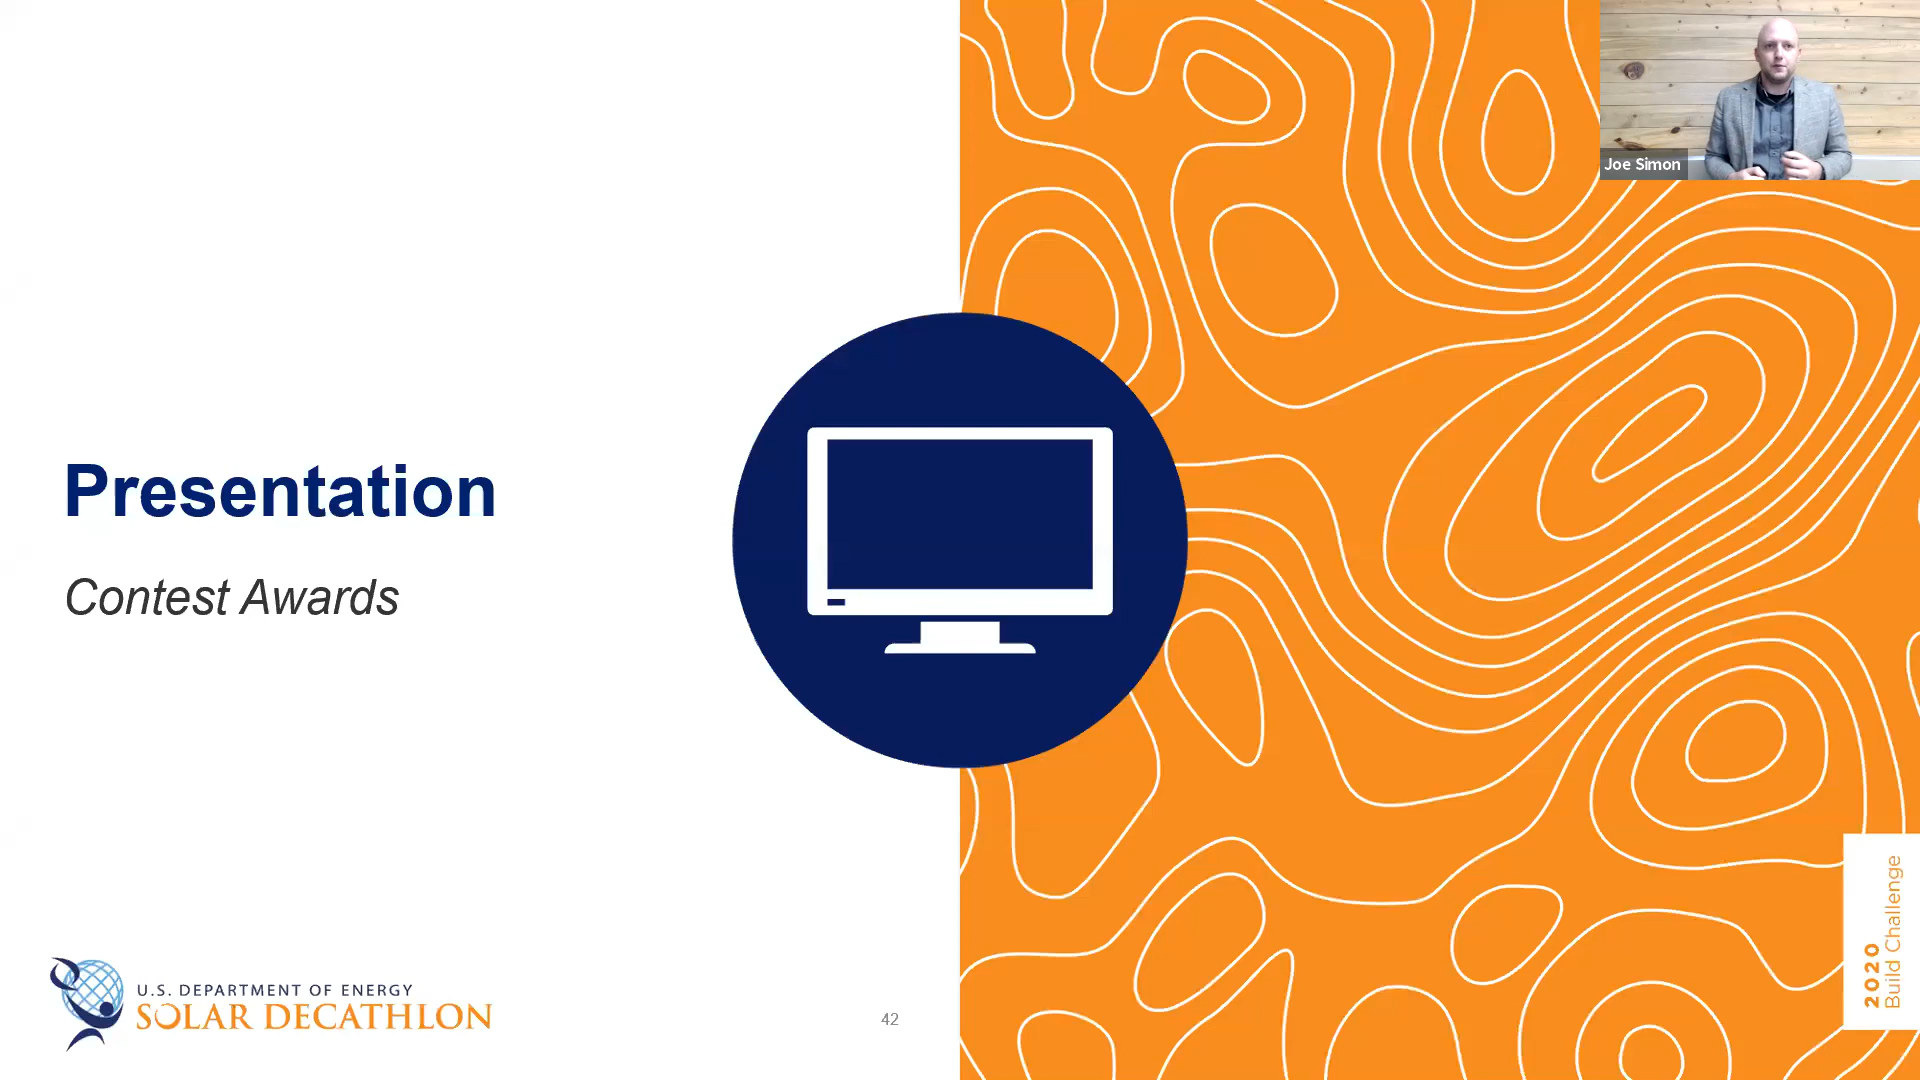 Joe Simon
Presentation
Contest Awards
U.S. DEPARTMENT OF ENERGY
SOLAR DECATHLON
42
2020
Build Challenge